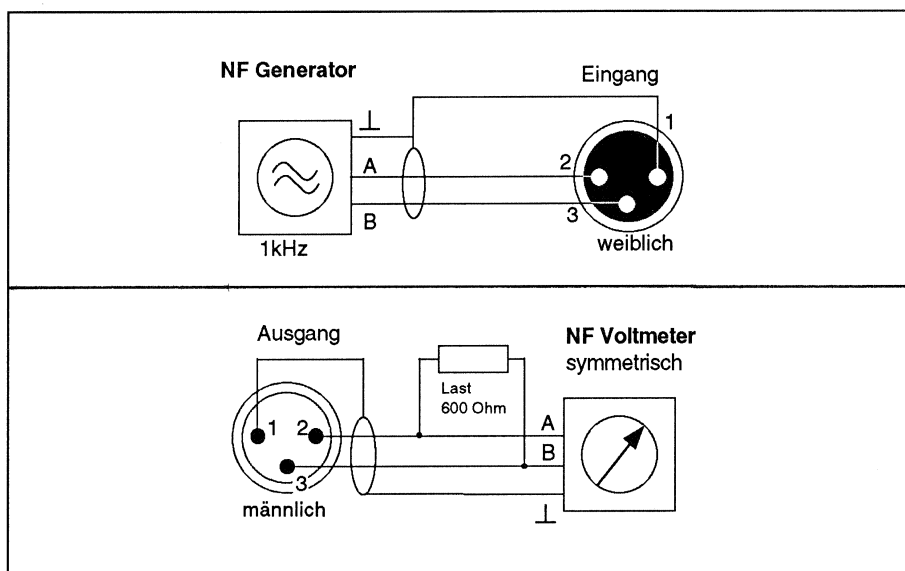 NF Generator
Eingang
1
⊥
A
2
B
3
1kHz
weiblich
Ausgang
NF Voltmeter
symmetrisch
Last
600 Ohm
1
2
A
B
3
männlich
⊥